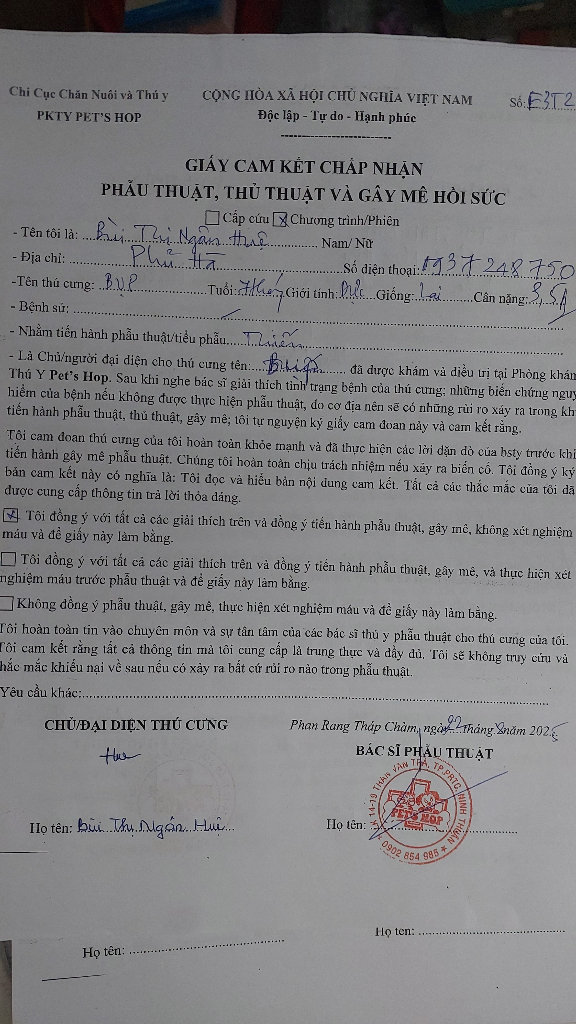 Chi Cục Chăn Nuôi và Thú y
PKTY PET'S HOP
CỘNG HÒA XÃ HỘI CHỦ NGHĨA VIỆT NAM
Độc lập - Tự do - Hạnh phúc
Số: E3T2
GIẤY CAM KẾT CHẤP NHẬN
PHẪU THUẬT, THỦ THUẬT VÀ GÂY MÊ HỒI SỨC
Cấp cứu Chương trình/Phiên
- Tên tôi là: Bùi Thị Ngân Huệ Nam/ Nữ
- Địa chỉ: Phủ Hà Số điện thoại: 0937248750
-Tên thú cưng: BỤP Tuổi: 7 tháng Giới tính: Đực Giống: Lai Cân nặng: 3,5
- Bệnh sử:
- Nhằm tiến hành phẫu thuật/tiểu phẫu Thiến
- Là Chủ/người đại diện cho thú cưng tên: đã được khám và điều trị tại Phòng khám
Thú Y Pet's Hop. Sau khi nghe bác sĩ giải thích tình trạng bệnh của thú cưng; những biến chứng nguy
hiểm của bệnh nếu không được thực hiện phẫu thuật, do cơ địa nên sẽ có những rủi ro xảy ra trong kh
tiến hành phẫu thuật, thủ thuật, gây mê; tôi tự nguyện ký giấy cam đoan này và cam kết rằng.
Tôi cam đoan thú cưng của tôi hoàn toàn khỏe mạnh và đã thực hiện các lời dặn dò của bsty trước khi
tiến hành gây mê phẫu thuật. Chúng tôi hoàn toàn chịu trách nhiệm nếu xảy ra biến cố. Tôi đồng ý ký
bản cam kết này có nghĩa là: Tôi đọc và hiểu bản nội dung cam kết. Tất cả các thắc mắc của tôi đã
được cung cấp thông tin trả lời thỏa đáng.
Tôi đồng ý với tất cả các giải thích trên và đồng ý tiến hành phẫu thuật, gây mê, không xét nghiệm
máu và để giấy này làm bằng.
Tôi đồng ý với tất cả các giải thích trên và đồng ý tiến hành phẫu thuật, gây mê, và thực hiện xét
nghiệm máu trước phẫu thuật và để giấy này làm bằng.
Không đồng ý phẫu thuật, gây mê, thực hiện xét nghiệm máu và để giấy này làm bằng.
Tôi hoàn toàn tin vào chuyên môn và sự tận tâm của các bác sĩ thú y phẫu thuật cho thú cưng của tôi.
Tôi cam kết rằng tất cả thông tin mà tôi cung cấp là trung thực và đầy đủ. Tôi sẽ không truy cứu và
hắc mắc khiếu nại về sau nếu có xảy ra bất cứ rủi ro nào trong phẫu thuật.
Yêu cầu khác:
CHỦ/ĐẠI DIỆN THÚ CƯNG
Phan Rang Tháp Chàm, ngày 22 tháng 8 năm 2025
BÁC SĨ PHẪU THUẬT
Huệ
Họ tên: Bùi Thị Ngân Huệ
Họ tên:
PET'S HOP
0902 854 985
Họ tên:
Họ tên: